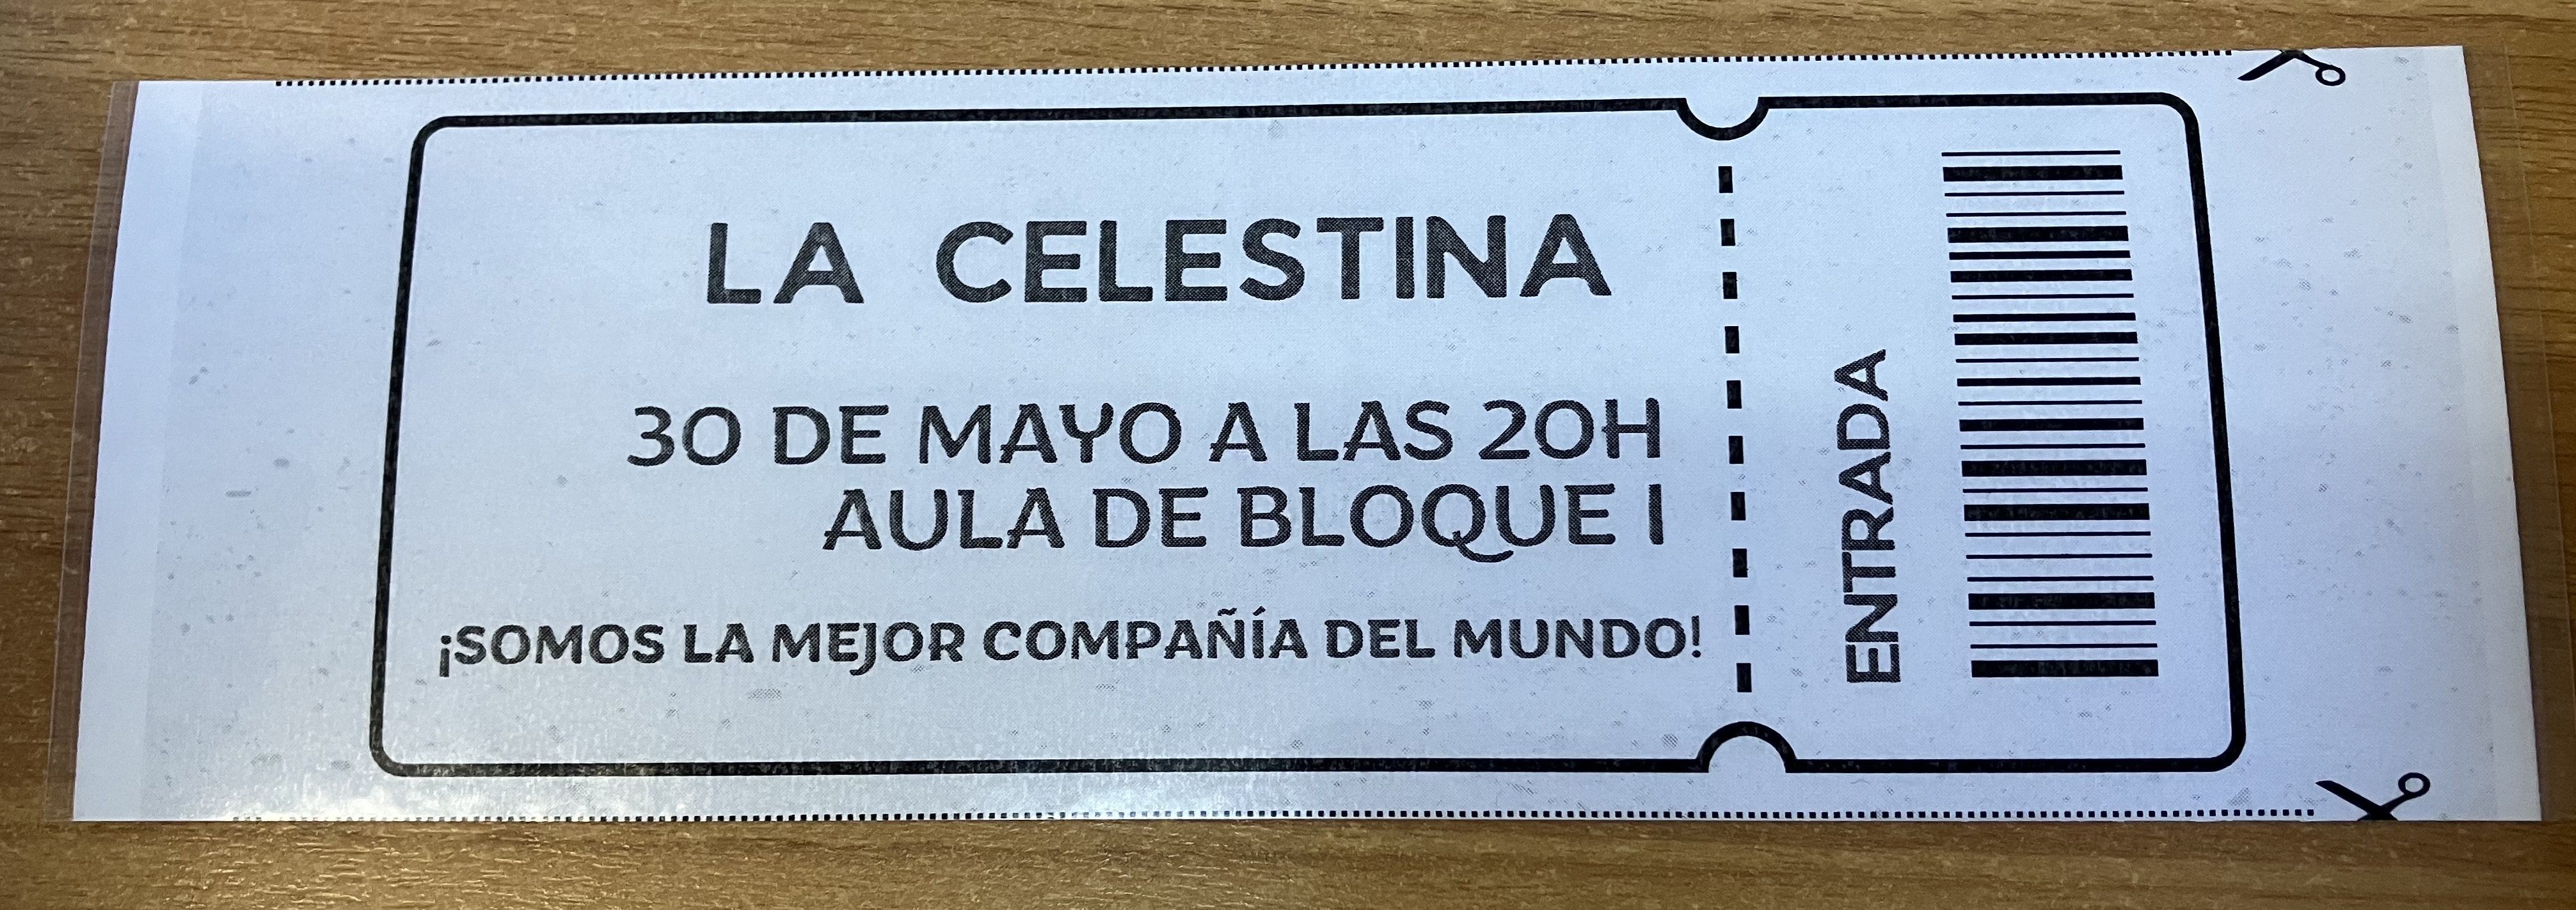 LA CELESTINA
30 DE MAYO A LAS 20H
AULA DE BLOQUE I
¡SOMOS LA MEJOR COMPAÑÍA DEL MUNDO!
ENTRADA